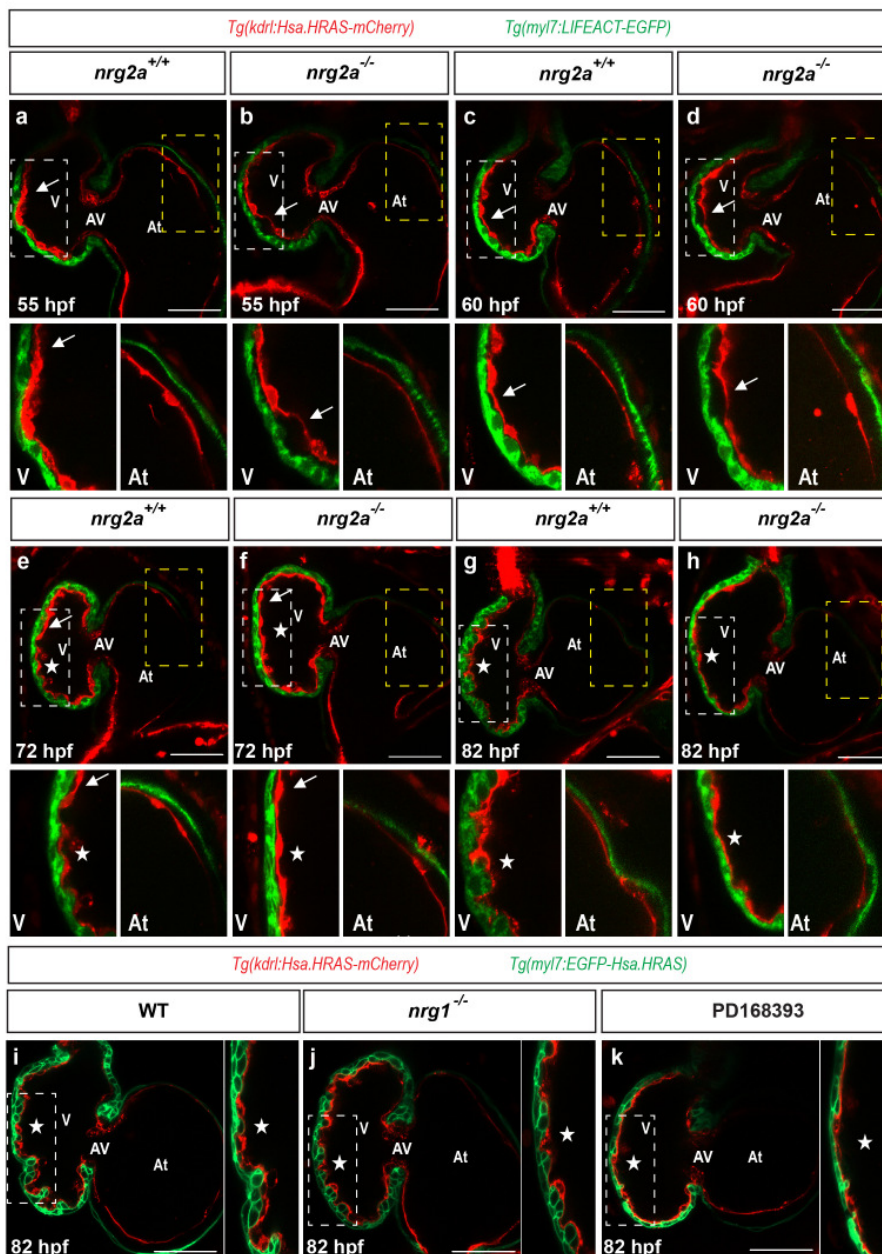 Tg(kdrl:Hsa.HRAS-mCherry) Tg(myl7:LIFEACT-EGFP)
nrg2a+/+ nrg2a-/- nrg2a+/+ nrg2a-/-
a b c d
V V V V
AV At AV At AV At AV At
55 hpf 55 hpf 60 hpf 60 hpf
V At V At V At V At
nrg2a+/+ nrg2a-/- nrg2a+/+ nrg2a-/-
e f g h
V V V V
AV At AV At AV At AV At
72 hpf 72 hpf 82 hpf 82 hpf
V At V At V At V At
Tg(kdrl:Hsa.HRAS-mCherry) Tg(myl7:EGFP-Hsa.HRAS)
WT nrg1-/- PD168393
i j k
V V V
AV At AV At AV At
82 hpf 82 hpf 82 hpf